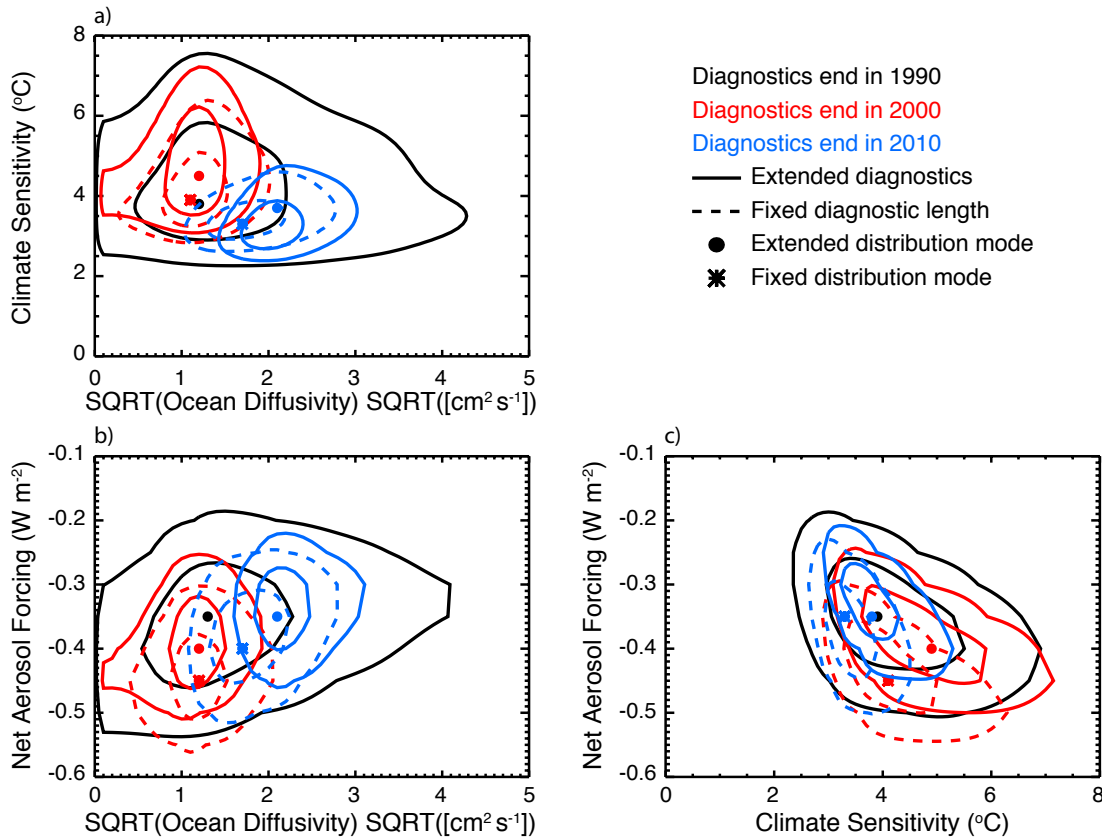 a)
8
6
4
2
0
Climate Sensitivity (°C)
0 1 2 3 4 5
SQRT(Ocean Diffusivity) SQRT([cm² s⁻¹])
Diagnostics end in 1990
Diagnostics end in 2000
Diagnostics end in 2010
Extended diagnostics
Fixed diagnostic length
Extended distribution mode
Fixed distribution mode
b)
-0.1
-0.2
-0.3
-0.4
-0.5
-0.6
Net Aerosol Forcing (W m⁻²)
0 1 2 3 4 5
SQRT(Ocean Diffusivity) SQRT([cm² s⁻¹])
c)
-0.1
-0.2
-0.3
-0.4
-0.5
-0.6
Net Aerosol Forcing (W m⁻²)
0 2 4 6 8
Climate Sensitivity (°C)